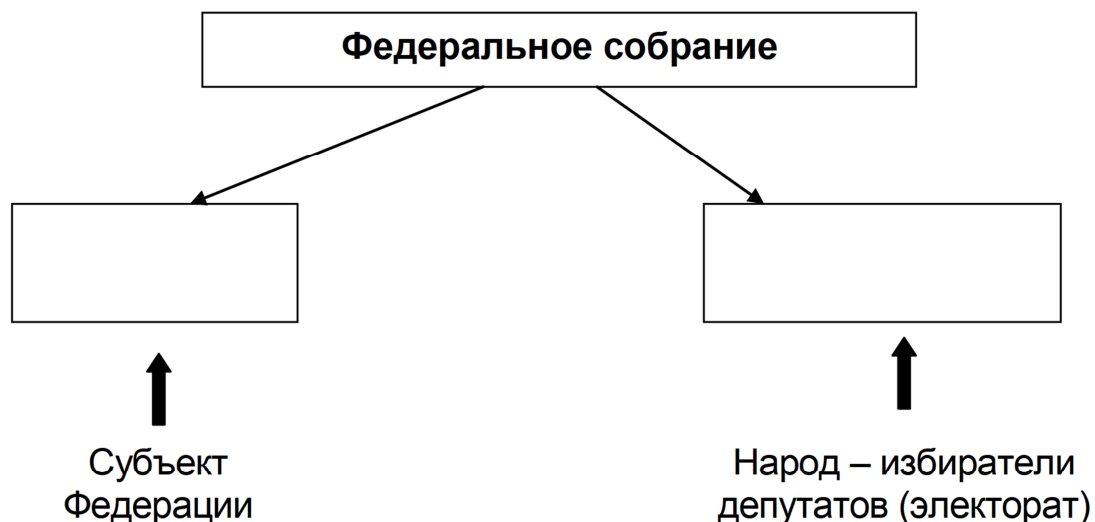 Федеральное собрание
Субъект
Федерации
Народ – избиратели
депутатов (электорат)